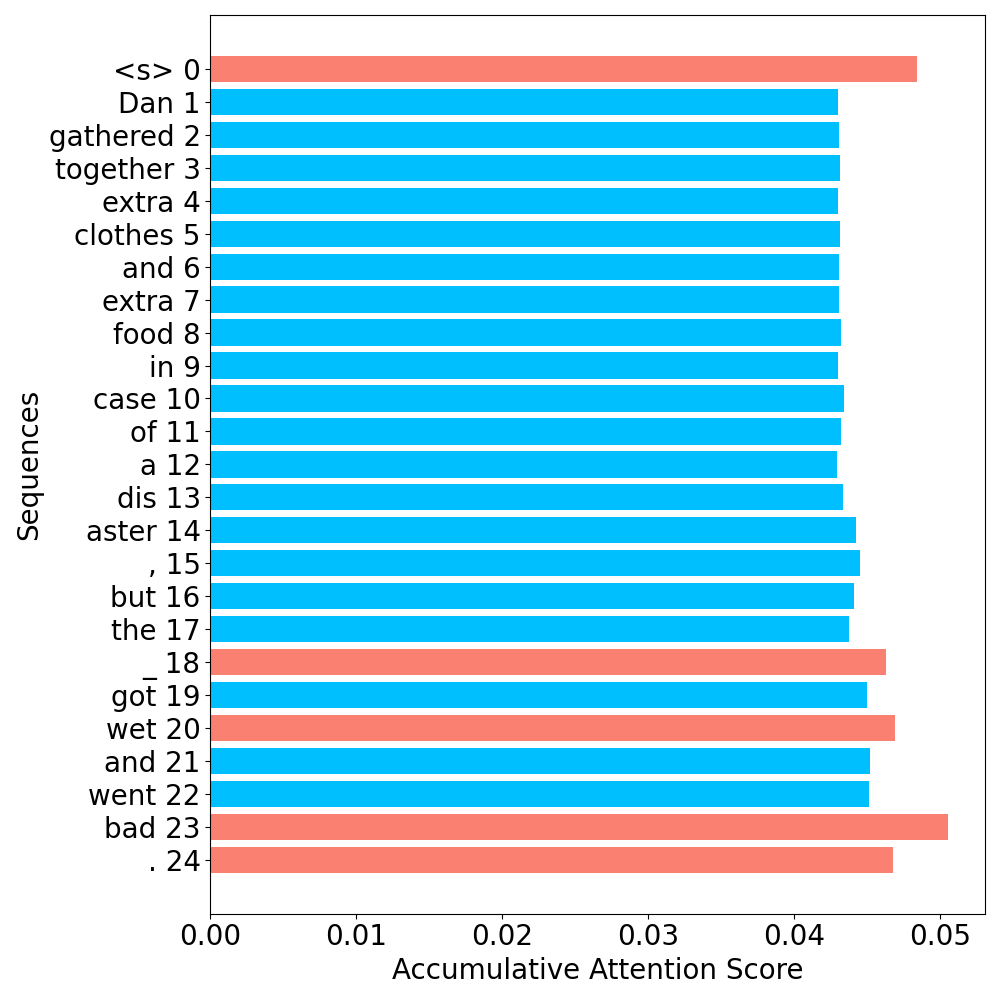 <s> 0
Dan 1
gathered 2
together 3
extra 4
clothes 5
and 6
extra 7
food 8
in 9
case 10
of 11
a 12
dis 13
aster 14
, 15
but 16
the 17
_ 18
got 19
wet 20
and 21
went 22
bad 23
. 24
Sequences
0.00 0.01 0.02 0.03 0.04 0.05
Accumulative Attention Score